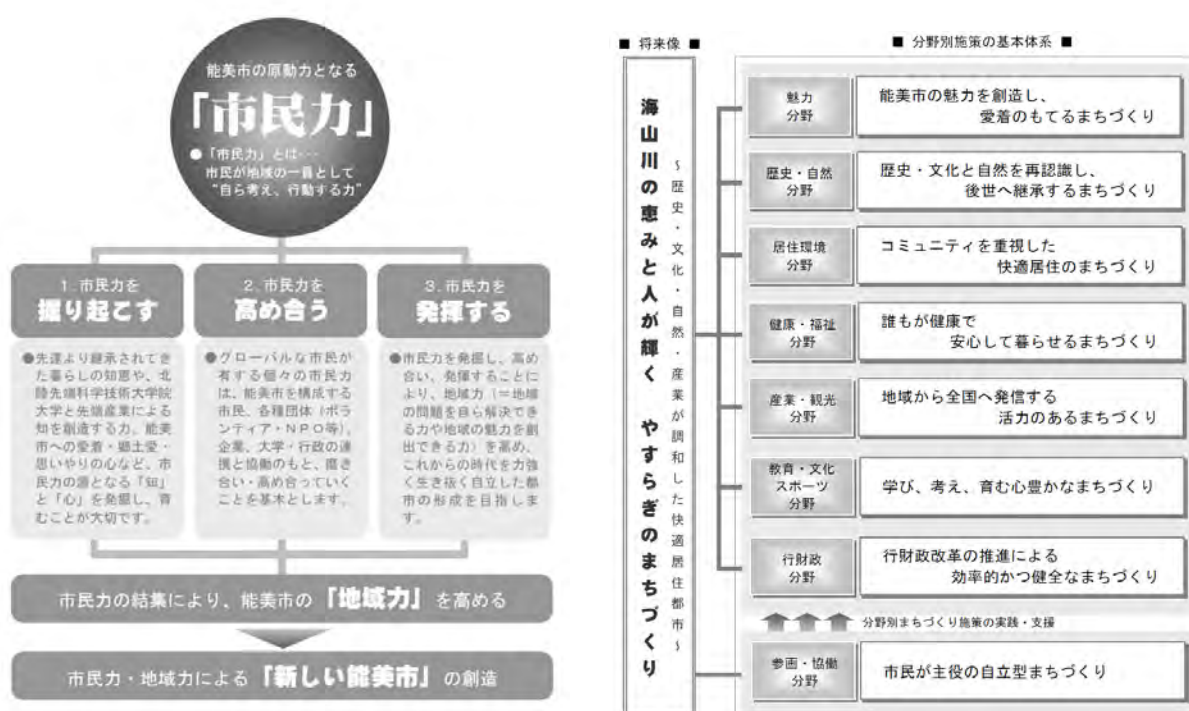 能美市の原動力となる
「市民力」
●「市民力」とは…
市民が地域の一員として
“自ら考え、行動する力”
1.市民力を
掘り起こす
●先達より継承されてき
た暮らしの知恵や、北
陸先端科学技術大学院
大学と先端産業による
知を創造する力、能美
市への愛着・郷土愛・
思いやりの心など、市
民力の源となる「知」
と「心」を発掘し、育
むことが大切です。
2.市民力を
高め合う
●グローバルな市民が
有する個々の市民力
は、能美市を構成する
市民、各種団体（ボラ
ンティア・NPO等）、
企業、大学・行政の連
携と協働のもと、磨き
合い・高め合っていく
ことを基本とします。
3.市民力を
発揮する
●市民力を発掘し、高め
合い、発揮することに
より、地域力（＝地域
の問題を自ら解決でき
る力や地域の魅力を創
出できる力）を高め、
これからの時代を力強
く生き抜く自立した都
市の形成を目指しま
す。
市民力の結集により、能美市の「地域力」を高める
市民力・地域力による「新しい能美市」の創造
■ 将来像 ■
海山川の恵みと人が輝く やすらぎのまちづくり
～歴史・文化・自然・産業が調和した快適居住都市～
■ 分野別施策の基本体系 ■
魅力
分野
能美市の魅力を創造し、
愛着のもてるまちづくり
歴史・自然
分野
歴史・文化と自然を再認識し、
後世へ継承するまちづくり
居住環境
分野
コミュニティを重視した
快適居住のまちづくり
健康・福祉
分野
誰もが健康で
安心して暮らせるまちづくり
産業・観光
分野
地域から全国へ発信する
活力のあるまちづくり
教育・文化
スポーツ
分野
学び、考え、育む心豊かなまちづくり
行財政
分野
行財政改革の推進による
効率的かつ健全なまちづくり
分野別まちづくり施策の実践・支援
参画・協働
分野
市民が主役の自立型まちづくり